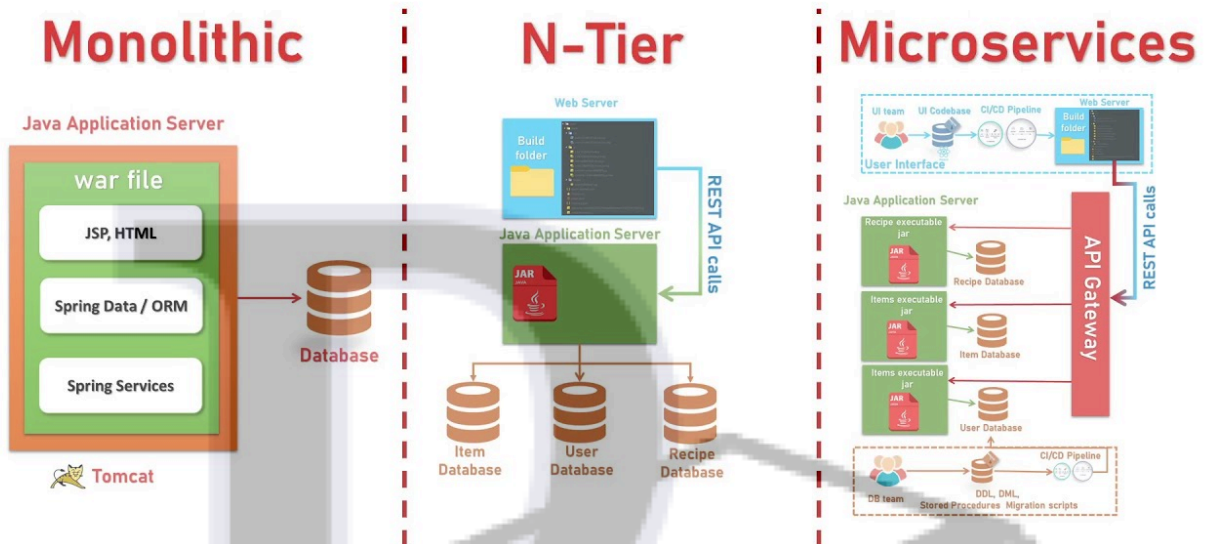 Monolithic
Java Application Server
war file
JSP, HTML
Spring Data / ORM
Spring Services
Tomcat
Database
N-Tier
Web Server
Build
folder
REST API calls
Java Application Server
JAR
Item
Database
User
Database
Recipe
Database
Microservices
UI team
UI Codebase
CI/CD Pipeline
Web Server
Build
folder
User Interface
REST API calls
Java Application Server
API Gateway
Recipe executable
jar
JAR
Recipe Database
Items executable
jar
JAR
Item Database
Items executable
jar
JAR
User Database
CI/CD Pipeline
DB team
DDL, DML,
Stored Procedures Migration scripts